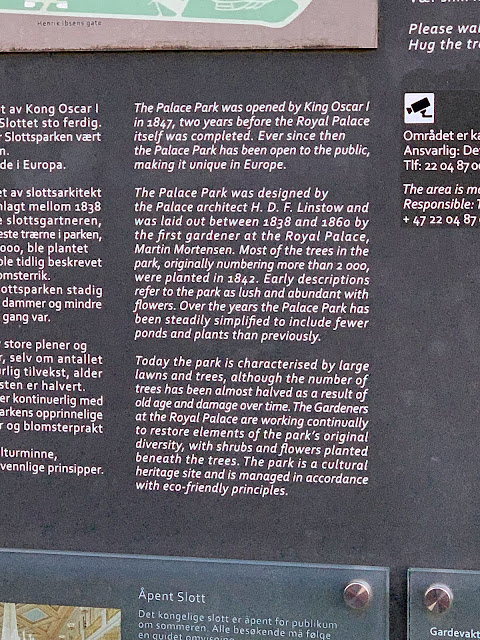 Henrik Ibsens gate
t av Kong Oscar I
Slottet sto ferdig.
r Slottsparken vært
n.
de i Europa.
et av slottsarkitekt
nlagt mellom 1838
e slottsgartneren,
este trærne i parken,
000, ble plantet
ble tidlig beskrevet
omsterrik.
ottsparken stadig
dammer og mindre
gang var.
store plener og
r, selv om antallet
urlig tilvekst, alder
sten er halvert.
er kontinuerlig med
arkens opprinnelige
r og blomsterprakt
lturminne,
vennlige prinsipper.
The Palace Park was opened by King Oscar I
in 1847, two years before the Royal Palace
itself was completed. Ever since then
the Palace Park has been open to the public,
making it unique in Europe.
The Palace Park was designed by
the Palace architect H. D. F. Linstow and
was laid out between 1838 and 1860 by
the first gardener at the Royal Palace,
Martin Mortensen. Most of the trees in the
park, originally numbering more than 2 000,
were planted in 1842. Early descriptions
refer to the park as lush and abundant with
flowers. Over the years the Palace Park has
been steadily simplified to include fewer
ponds and plants than previously.
Today the park is characterised by large
lawns and trees, although the number of
trees has been almost halved as a result of
old age and damage over time. The Gardeners
at the Royal Palace are working continually
to restore elements of the park's original
diversity, with shrubs and flowers planted
beneath the trees. The park is a cultural
heritage site and is managed in accordance
with eco-friendly principles.
Please wal
Hug the tr
Området er ka
Ansvarlig: De
Tlf: 22 04 87 0
The area is m
Responsible: T
+ 47 22 04 87
Åpent Slott
Det kongelige slott er åpent for publikum
om sommeren. Alle besøkende må følge
en guidet omvisning
Gardevakt